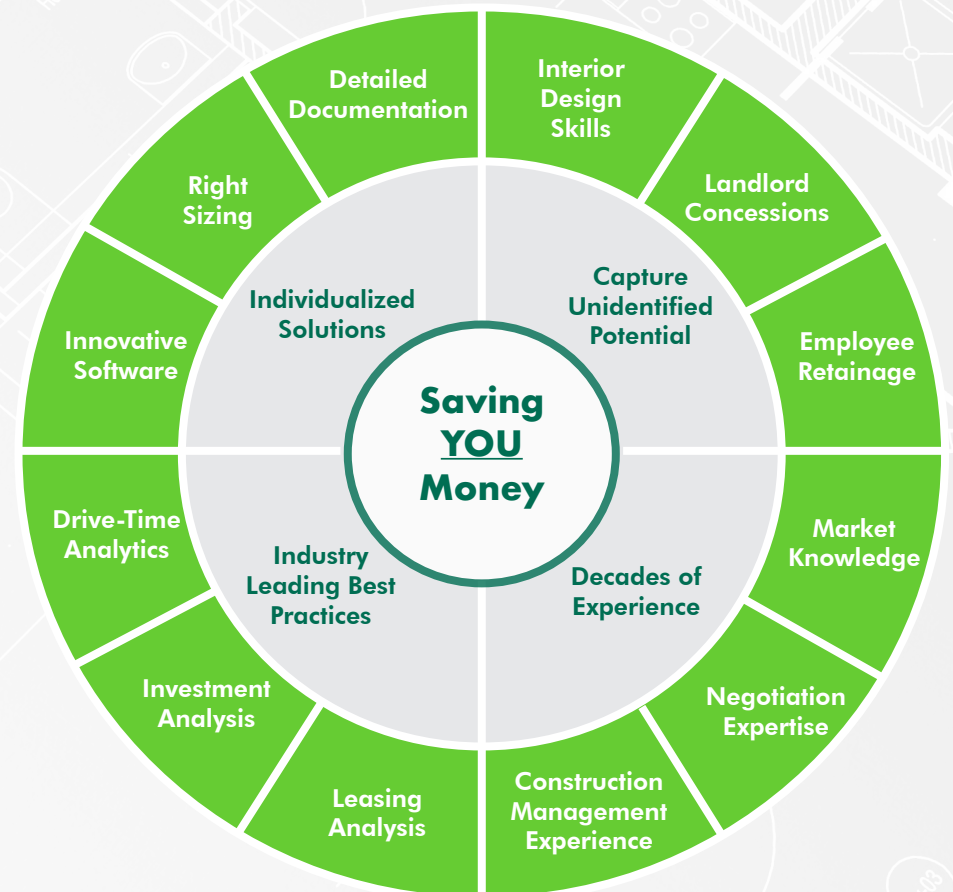 Detailed
Documentation
Interior
Design
Skills
Right
Sizing
Landlord
Concessions
Individualized
Solutions
Capture
Unidentified
Potential
Innovative
Software
Employee
Retainage
Saving
YOU
Money
Drive-Time
Analytics
Industry
Leading Best
Practices
Decades of
Experience
Market
Knowledge
Investment
Analysis
Negotiation
Expertise
Leasing
Analysis
Construction
Management
Experience
03